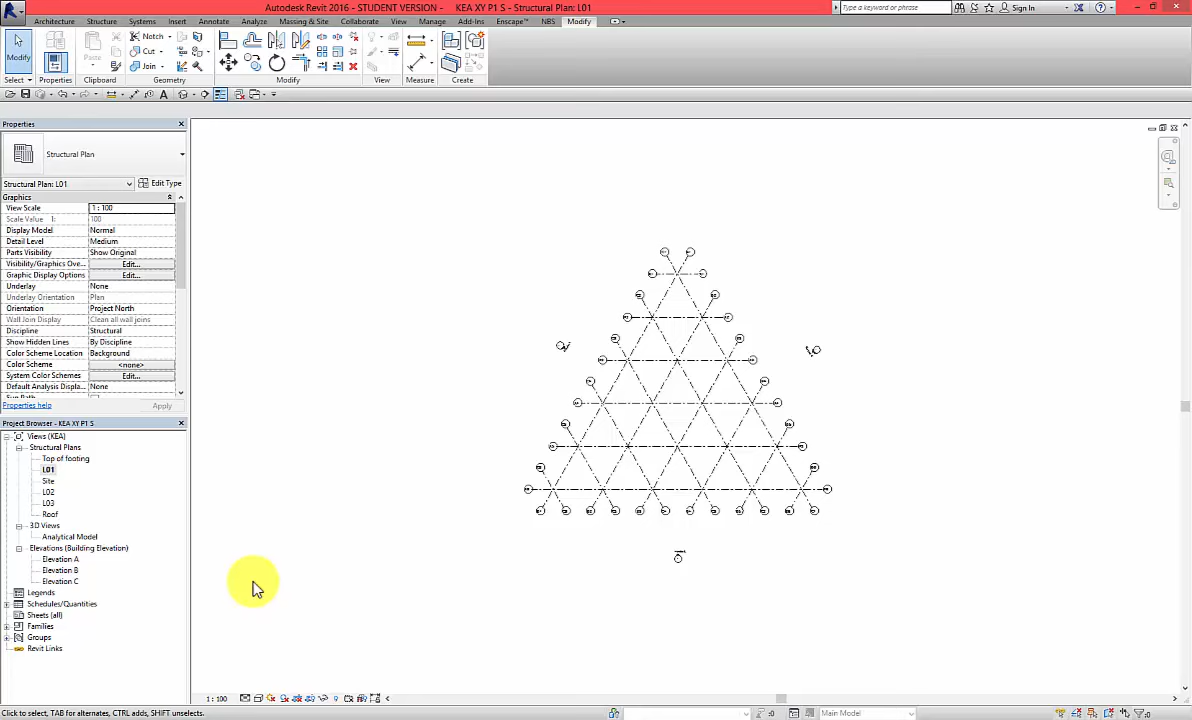 Autodesk Revit 2016 - STUDENT VERSION - KEA XY P1 S - Structural Plan: L01
Type a keyword or phrase
Sign In
Architecture Structure Systems Insert Annotate Analyze Massing & Site Collaborate View Manage Add-Ins Enscape™ NBS Modify
Modify
Paste
Notch
Cut
Join
Select Properties Clipboard Geometry Modify View Measure Create
Properties
Structural Plan
Structural Plan: L01
Edit Type
Graphics
View Scale 1 : 100
Scale Value 1: 100
Display Model Normal
Detail Level Medium
Parts Visibility Show Original
Visibility/Graphics Ove... Edit...
Graphic Display Options Edit...
Underlay None
Underlay Orientation Plan
Orientation Project North
Wall Join Display Clean all wall joins
Discipline Structural
Show Hidden Lines By Discipline
Color Scheme Location Background
Color Scheme <none>
System Color Schemes Edit...
Default Analysis Displa... None
Properties help
Apply
Project Browser - KEA XY P1 S
Views (KEA)
Structural Plans
Top of footing
L01
Site
L02
L03
Roof
3D Views
Analytical Model
Elevations (Building Elevation)
Elevation A
Elevation B
Elevation C
Legends
Schedules/Quantities
Sheets (all)
Families
Groups
Revit Links
1 : 100
Click to select, TAB for alternates, CTRL adds, SHIFT unselects.
:0
Main Model
:0